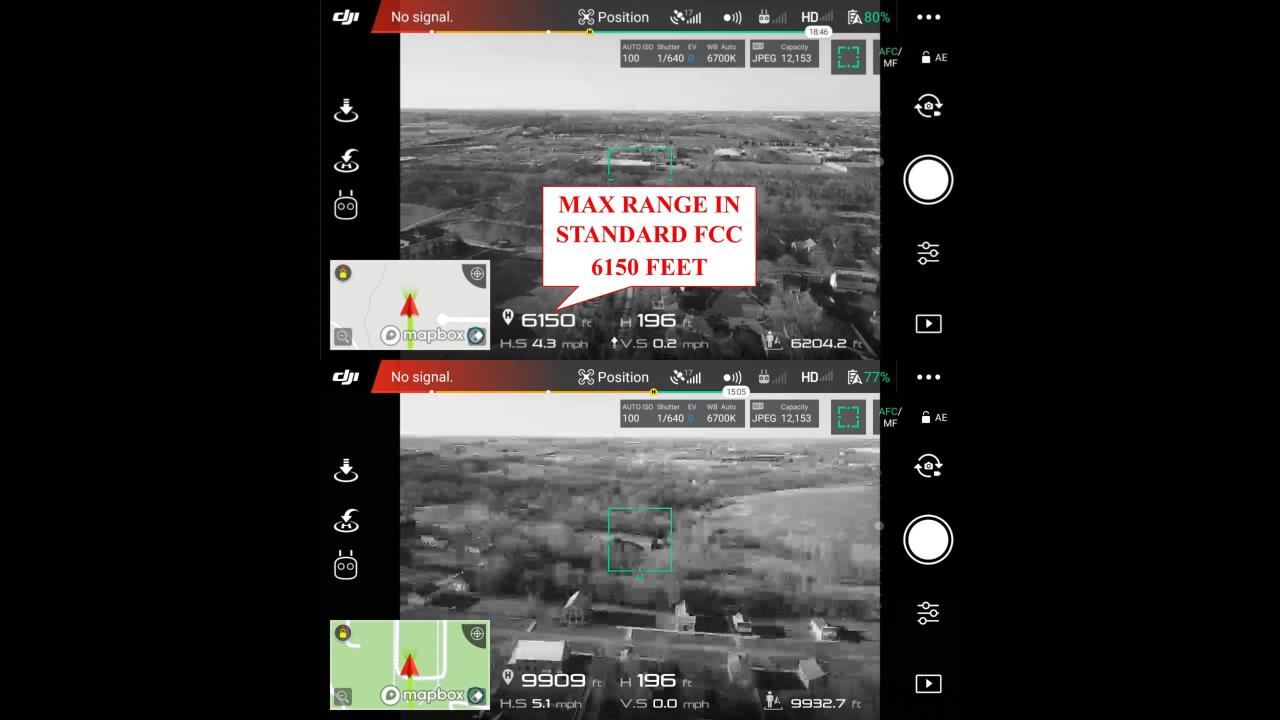 dji No signal. Position 17 HD 80%
18:46
AUTO ISO Shutter EV WB Auto Capacity
100 1/640 0 6700K JPEG 12,153
AFC/
MF
AE
MAX RANGE IN
STANDARD FCC
6150 FEET
H 6150 ft H 196 ft
mapbox
H.S 4.3 mph V.S 0.2 mph 6204.2 ft
dji No signal. Position 17 HD 77%
15:05
AUTO ISO Shutter EV WB Auto Capacity
100 1/640 0 6700K JPEG 12,153
AFC/
MF
AE
AE
H 9909 ft H 196 ft
mapbox
H.S 5.1 mph V.S 0.0 mph 9932.7 ft